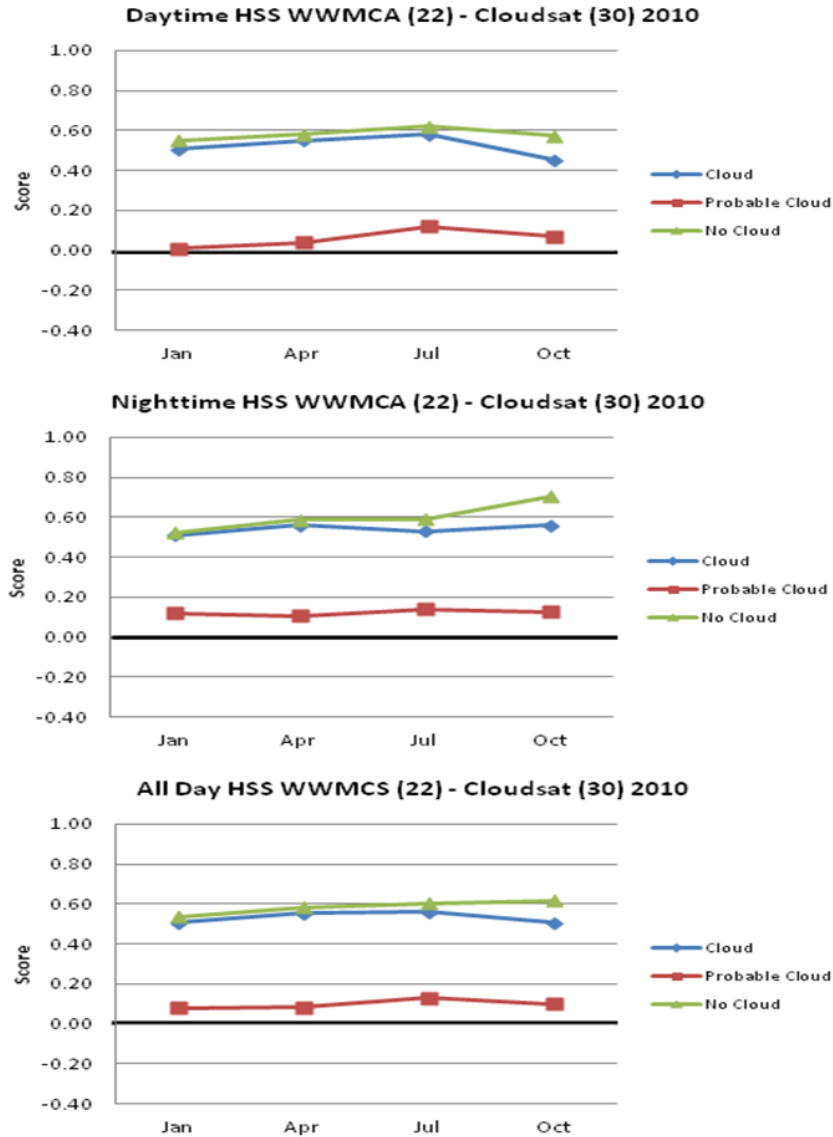 Daytime HSS WWMCA (22) - Cloudsat (30) 2010
1.00
0.80
0.60
0.40
0.20
0.00
-0.20
-0.40
Score
Jan Apr Jul Oct
Cloud
Probable Cloud
No Cloud
Nighttime HSS WWMCA (22) - Cloudsat (30) 2010
1.00
0.80
0.60
0.40
0.20
0.00
-0.20
-0.40
Score
Jan Apr Jul Oct
Cloud
Probable Cloud
No Cloud
All Day HSS WWMCS (22) - Cloudsat (30) 2010
1.00
0.80
0.60
0.40
0.20
0.00
-0.20
-0.40
Score
Jan Apr Jul Oct
Cloud
Probable Cloud
No Cloud